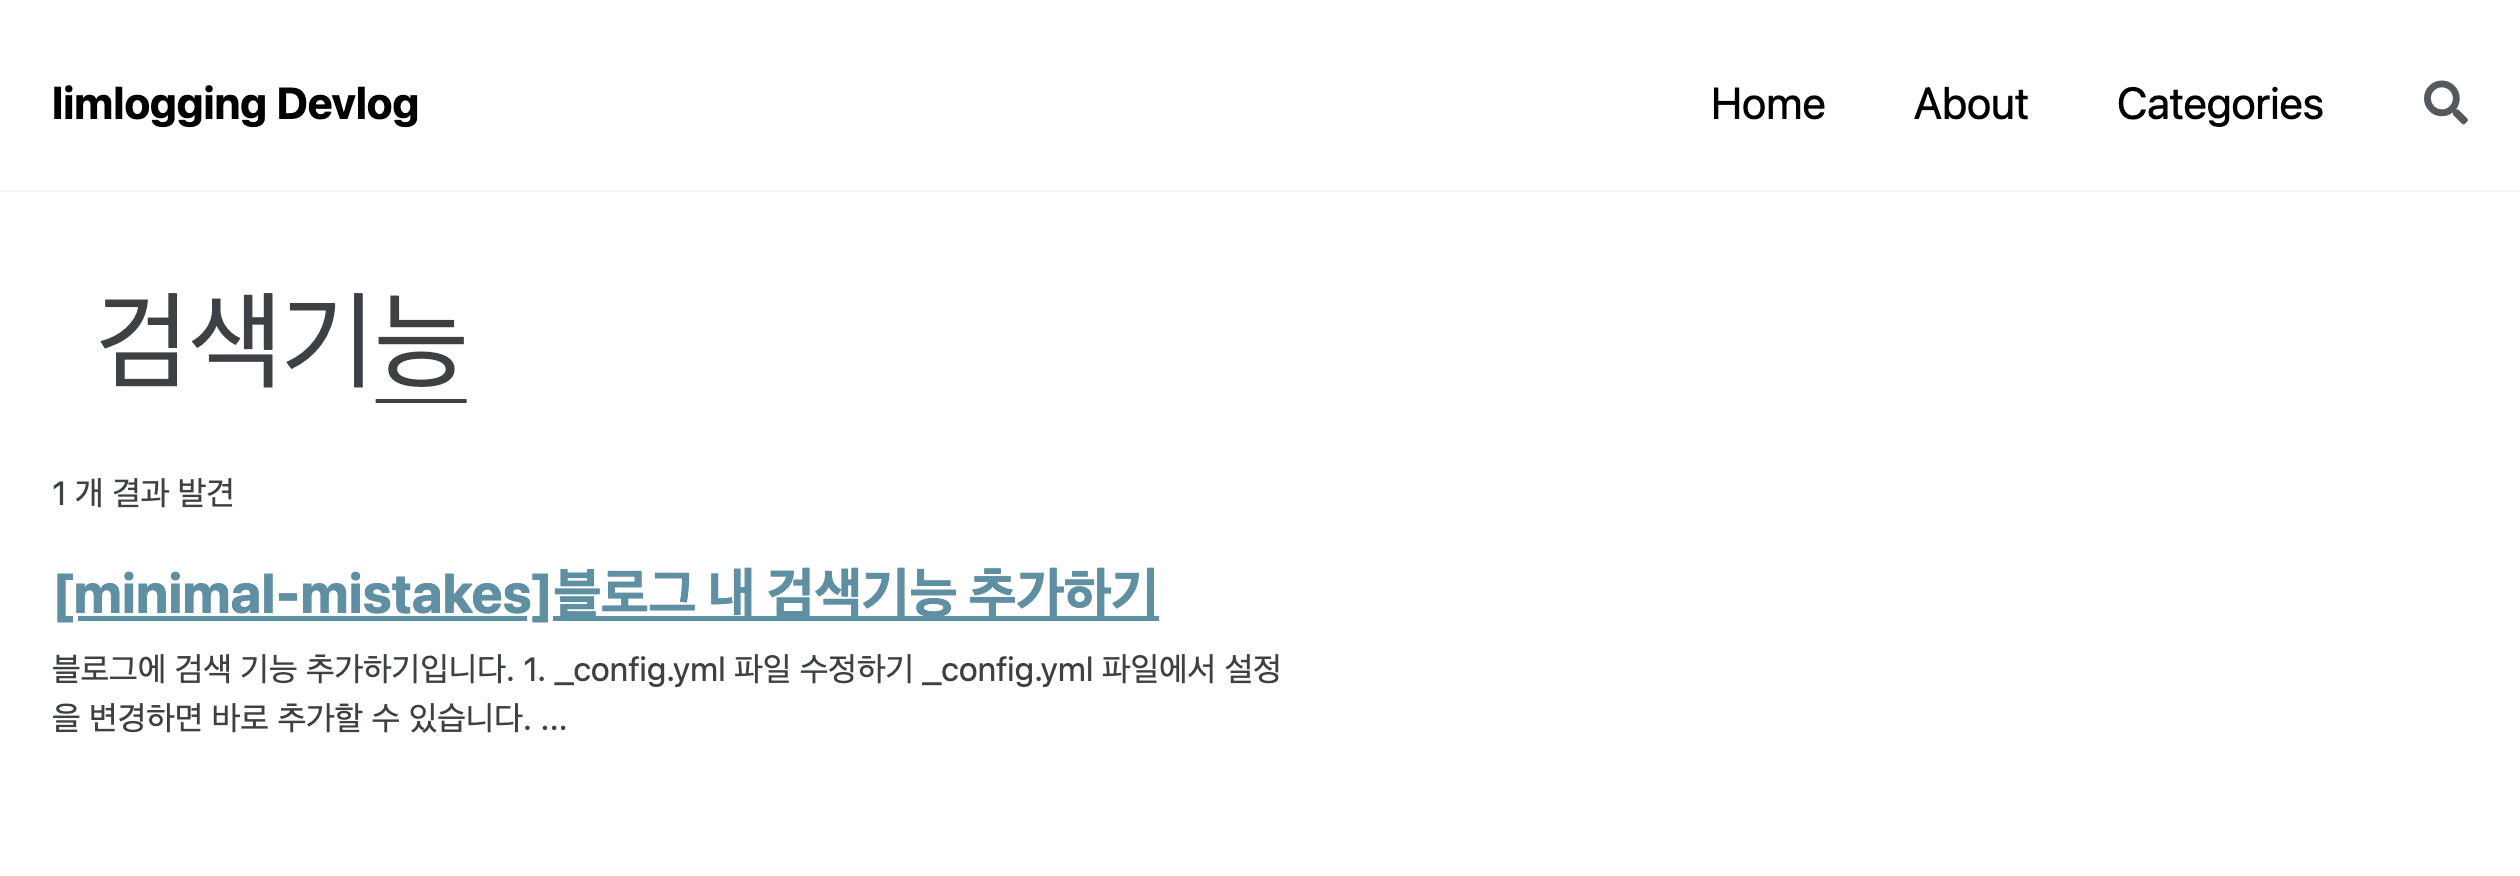 limlogging Devlog
Home
About
Categories
검색기능
1 개 결과 발견
[minimal-mistakes]블로그 내 검색기능 추가하기
블로그에 검색 기능 추가하기입니다. 1. _config.yml 파일 수정하기 _config.yml 파일에서 설정
을 변경하면 바로 추가할 수 있습니다. ...